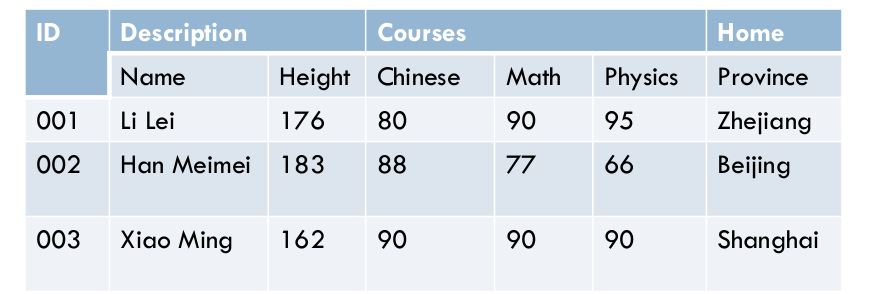 ID Description Courses Home
Name Height Chinese Math Physics Province
001 Li Lei 176 80 90 95 Zhejiang
002 Han Meimei 183 88 77 66 Beijing
003 Xiao Ming 162 90 90 90 Shanghai